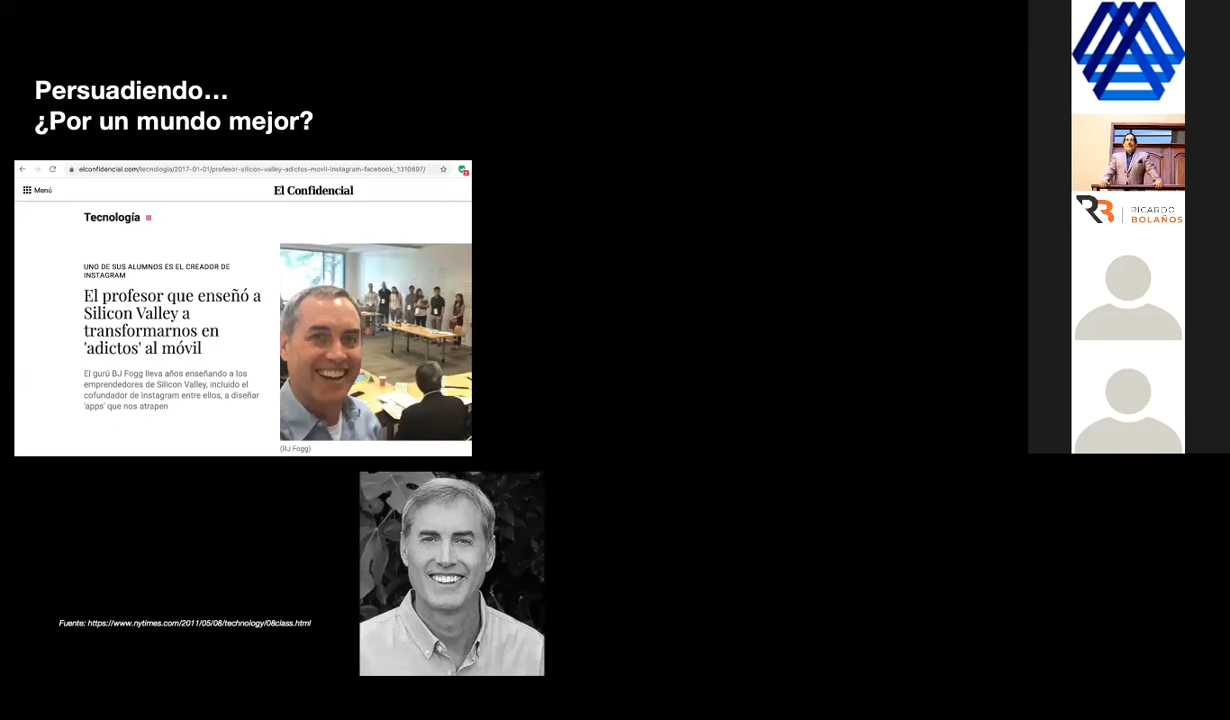 Persuadiendo...
¿Por un mundo mejor?
elconfidencial.com/tecnologia/2017-01-01/profesor-silicon-valley-adictos-movil-instagram-facebook_1310897/
Menú
El Confidencial
Tecnología
UNO DE SUS ALUMNOS ES EL CREADOR DE
INSTAGRAM
El profesor que enseñó a
Silicon Valley a
transformarnos en
'adictos' al móvil
El gurú BJ Fogg lleva años enseñando a los
emprendedores de Silicon Valley, incluido el
cofundador de Instagram entre ellos, a diseñar
'apps' que nos atrapen
(BJ Fogg)
Fuente: https://www.nytimes.com/2011/05/08/technology/08class.html
RB
RICARDO
BOLAÑOS